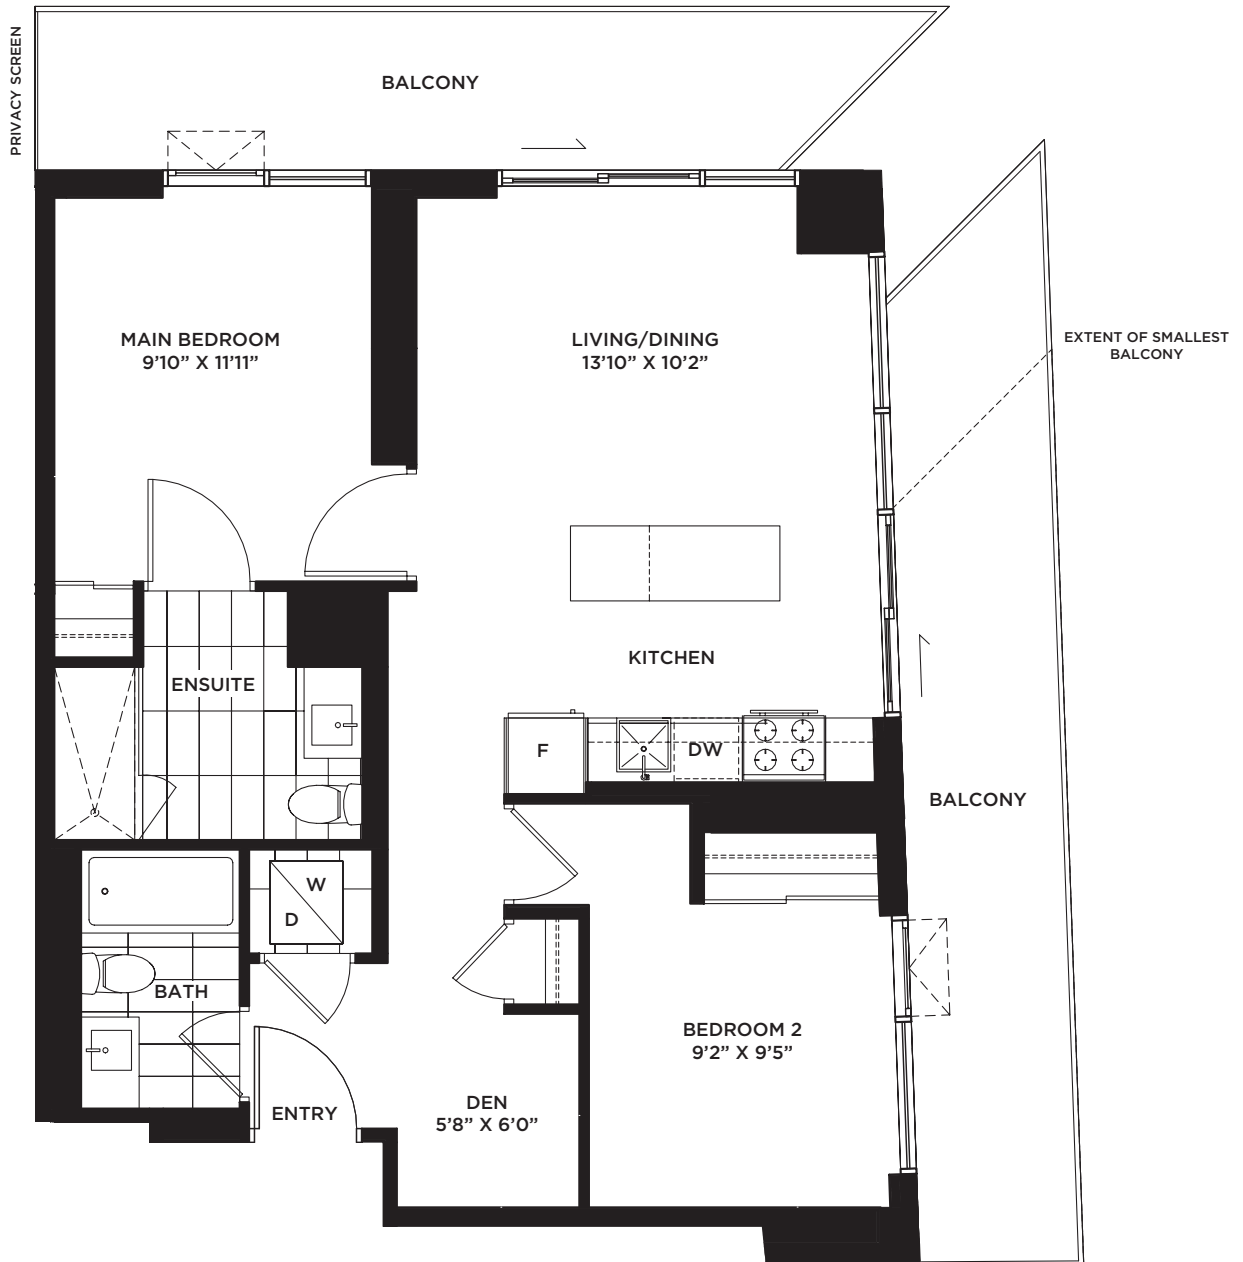 PRIVACY SCREEN
BALCONY
MAIN BEDROOM
9'10” X 11'11”
LIVING/DINING
13'10” X 10'2”
EXTENT OF SMALLEST
BALCONY
KITCHEN
ENSUITE
F
DW
BALCONY
W
D
BATH
BEDROOM 2
9'2” X 9'5”
DEN
5'8” X 6'0”
ENTRY